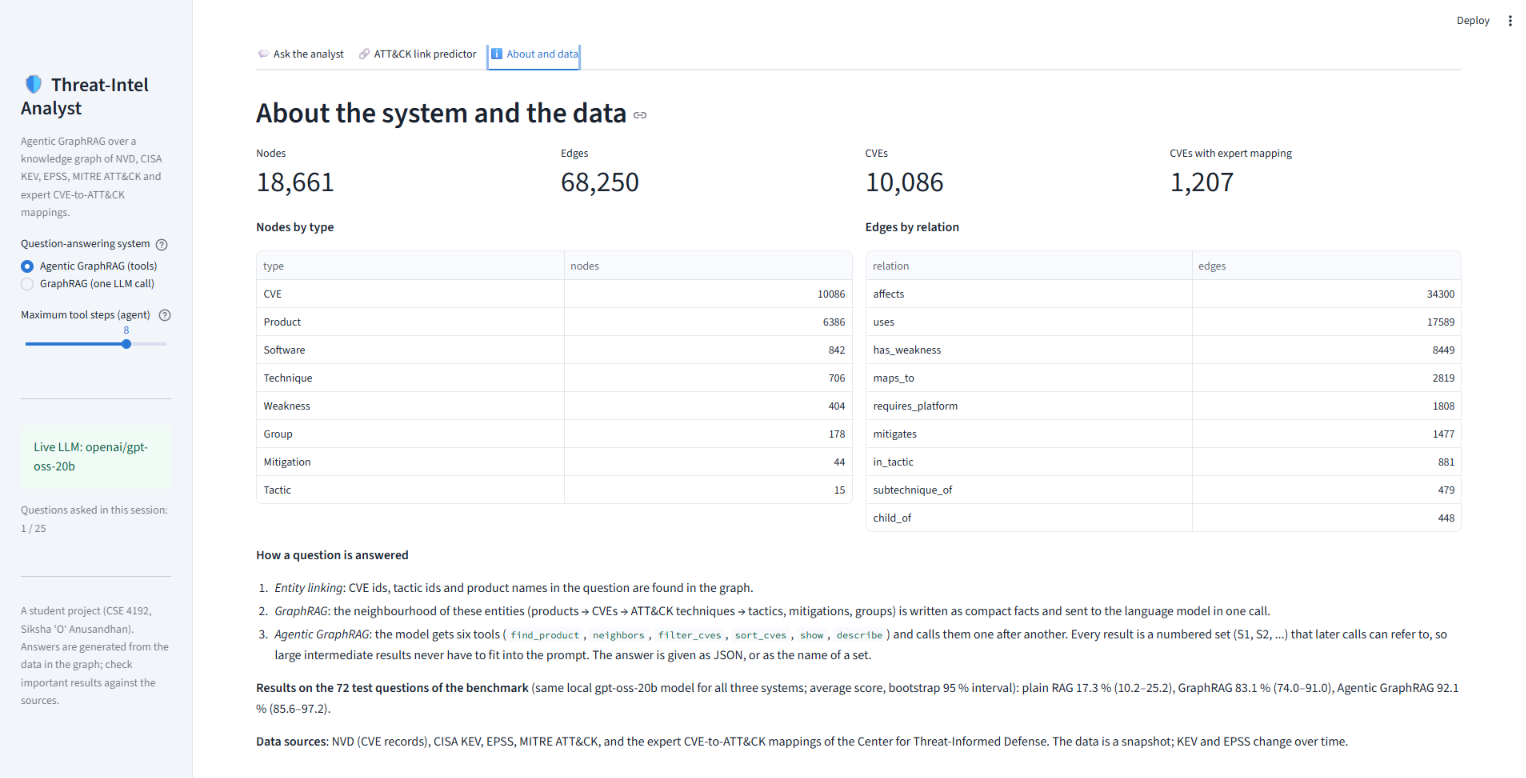 Deploy
🛡️ Threat-Intel
Analyst
Agentic GraphRAG over a
knowledge graph of NVD, CISA
KEV, EPSS, MITRE ATT&CK and
expert CVE-to-ATT&CK
mappings.
Question-answering system
Agentic GraphRAG (tools)
GraphRAG (one LLM call)
Maximum tool steps (agent)
8
Live LLM: openai/gpt-
oss-20b
Questions asked in this session:
1 / 25
A student project (CSE 4192,
Siksha 'O' Anusandhan).
Answers are generated from the
data in the graph; check
important results against the
sources.
Ask the analyst ATT&CK link predictor About and data
About the system and the data
Nodes Edges CVEs CVEs with expert mapping
18,661 68,250 10,086 1,207
Nodes by type
type nodes
CVE 10086
Product 6386
Software 842
Technique 706
Weakness 404
Group 178
Mitigation 44
Tactic 15
Edges by relation
relation edges
affects 34300
uses 17589
has_weakness 8449
maps_to 2819
requires_platform 1808
mitigates 1477
in_tactic 881
subtechnique_of 479
child_of 448
How a question is answered
1. Entity linking: CVE ids, tactic ids and product names in the question are found in the graph.
2. GraphRAG: the neighbourhood of these entities (products → CVEs → ATT&CK techniques → tactics, mitigations, groups) is written as compact facts and sent to the language model in one call.
3. Agentic GraphRAG: the model gets six tools ( find_product , neighbors , filter_cves , sort_cves , show , describe ) and calls them one after another. Every result is a numbered set (S1, S2, ...) that later calls can refer to, so
large intermediate results never have to fit into the prompt. The answer is given as JSON, or as the name of a set.
Results on the 72 test questions of the benchmark (same local gpt-oss-20b model for all three systems; average score, bootstrap 95 % interval): plain RAG 17.3 % (10.2–25.2), GraphRAG 83.1 % (74.0–91.0), Agentic GraphRAG 92.1
% (85.6–97.2).
Data sources: NVD (CVE records), CISA KEV, EPSS, MITRE ATT&CK, and the expert CVE-to-ATT&CK mappings of the Center for Threat-Informed Defense. The data is a snapshot; KEV and EPSS change over time.